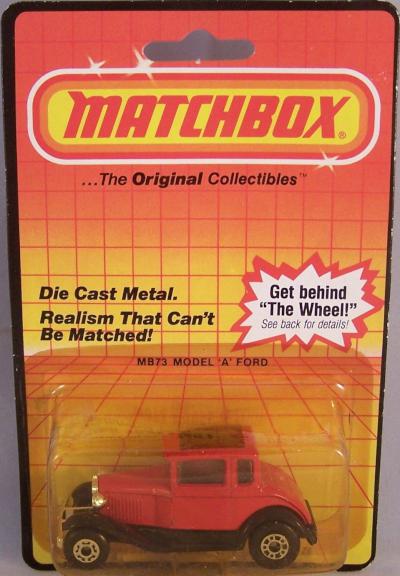 MATCHBOX®
...The Original Collectibles™
Die Cast Metal.
Realism That Can't
Be Matched!
Get behind
"The Wheel!"
See back for details!
MB73 MODEL 'A' FORD